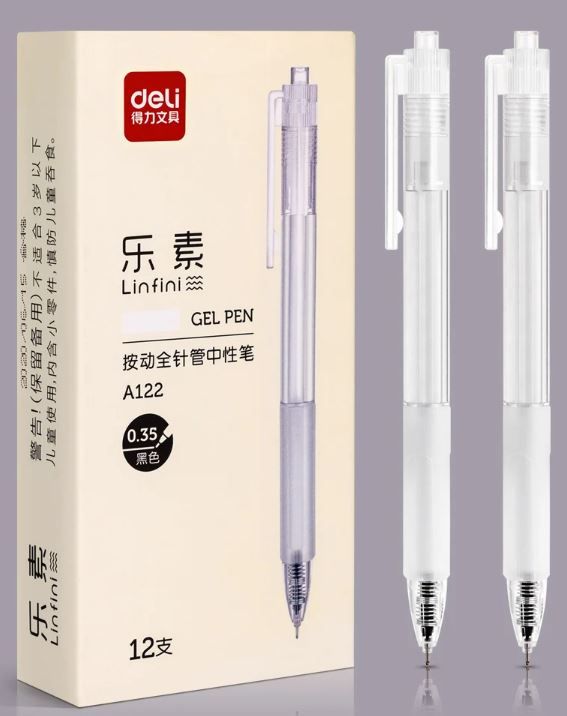 deli
得力文具
乐素
Linfini
GEL PEN
按动全针管中性笔
A122
0.35
黑色
12支
警告!(保留备用)不适合3岁以下
儿童使用,内含小零件,慎防儿童吞食。
乐素
Linfini